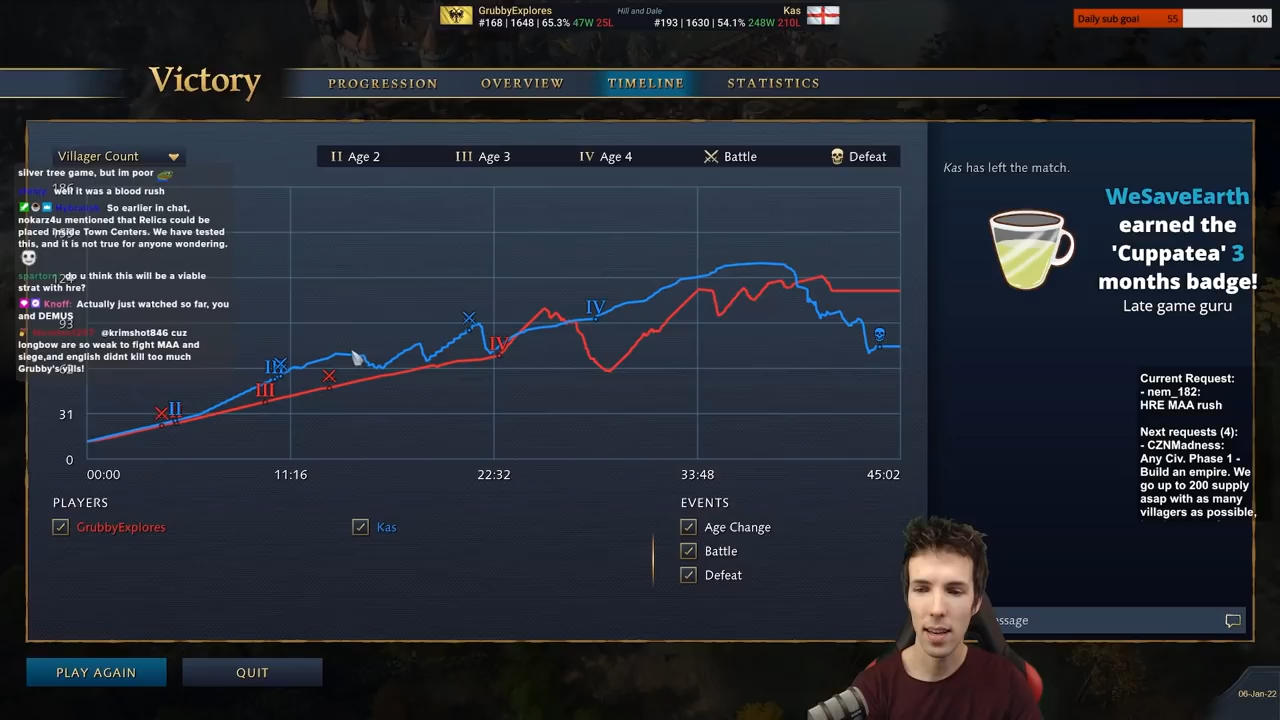 GrubbyExplores
#168 | 1648 | 65.3% 47W 25L
Hill and Dale
Kas
#193 | 1630 | 54.1% 248W 210L
Daily sub goal 55 100
Victory
PROGRESSION OVERVIEW TIMELINE STATISTICS
Villager Count
II Age 2 III Age 3 IV Age 4 Battle Defeat
silver tree game, but im poor
well it was a blood rush
So earlier in chat,
nokarz4u mentioned that Relics could be
placed inside Town Centers. We have tested
this, and it is not true for anyone wondering.
do u think this will be a viable
strat with hre?
Knoff: Actually just watched so far, you
and DEMUS
@krimshot846 cuz
longbow are so weak to fight MAA and
siege,and english didnt kill too much
Grubby's vills!
124
93
31
0
II
III
III
IV
IV
00:00 11:16 22:32 33:48 45:02
PLAYERS
GrubbyExplores
Kas
EVENTS
Age Change
Battle
Defeat
Kas has left the match.
WeSaveEarth
earned the
'Cuppatea' 3
months badge!
Late game guru
Current Request:
- nem_182:
HRE MAA rush
Next requests (4):
- CZNMadness:
Any Civ. Phase 1 -
Build an empire. We
go up to 200 supply
asap with as many
villagers as possible,
PLAY AGAIN
QUIT
06-Jan-22